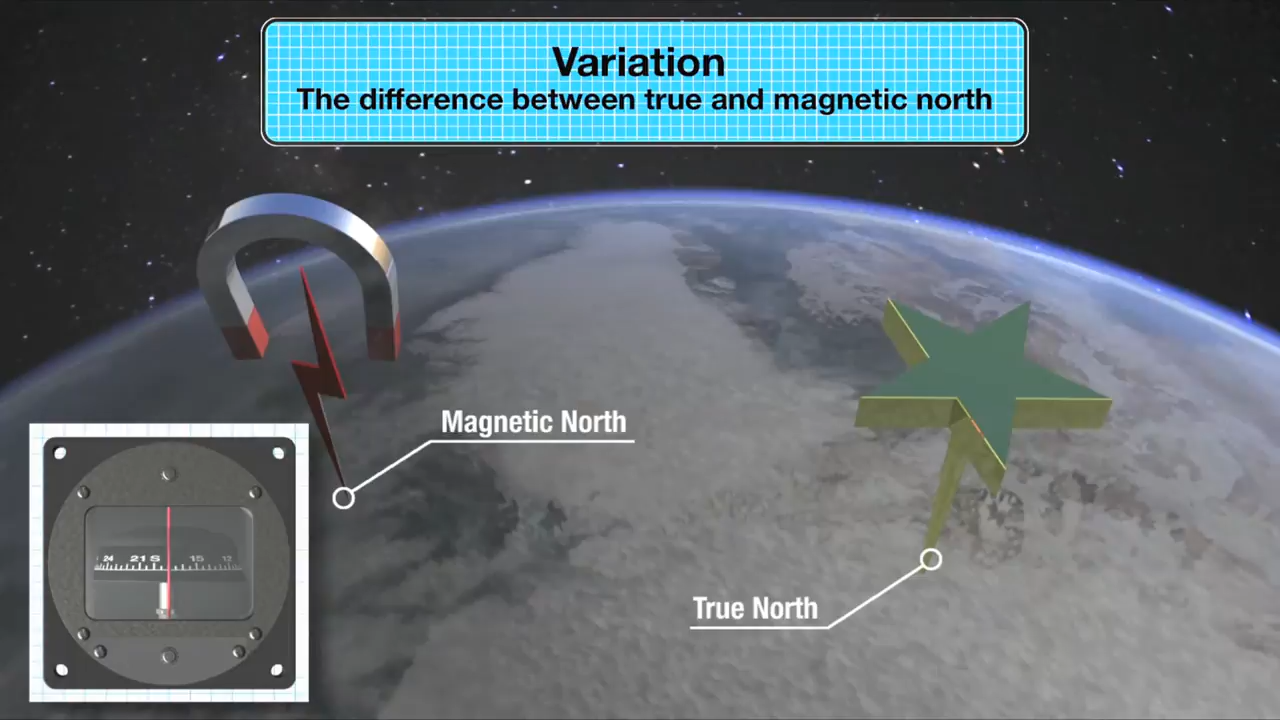 Variation
The difference between true and magnetic north
Magnetic North
True North
24 21 S 15 12